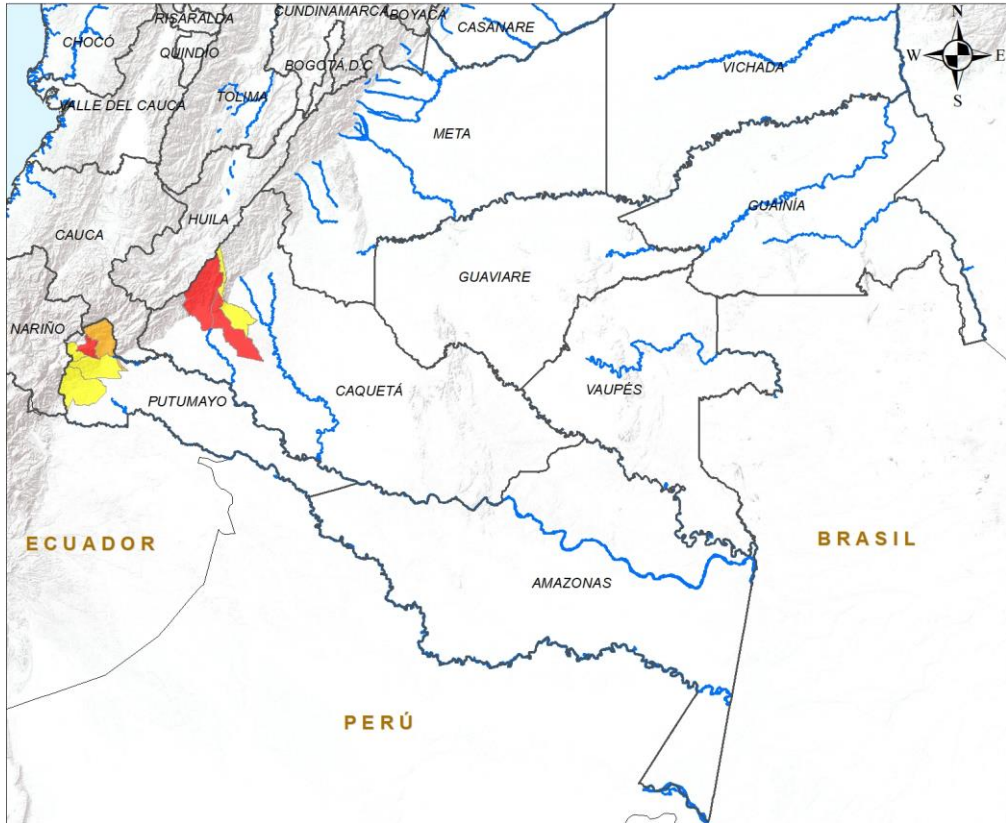 CUNDINAMARCA
BOYACÁ
RISARALDA
CASANARE
N
CHOCÓ
QUINDÍO
BOGOTÁ D.C
W
E
VICHADA
VALLE DEL CAUCA
TOLIMA
S
META
HUILA
GUAINÍA
CAUCA
GUAVIARE
NARIÑO
CAQUETÁ
VAUPÉS
PUTUMAYO
ECUADOR
BRASIL
AMAZONAS
PERÚ